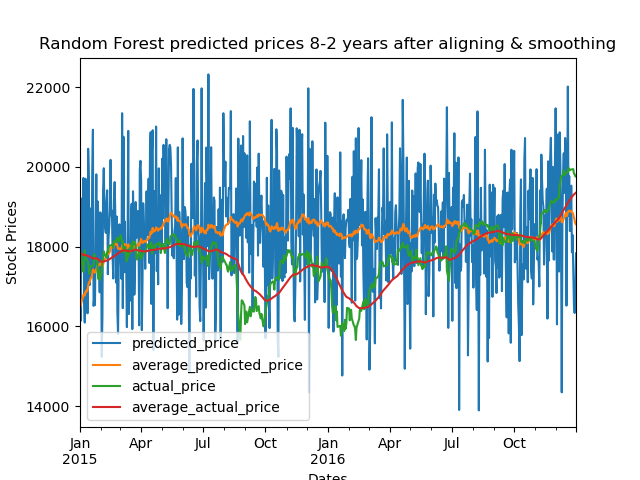 Random Forest predicted prices 8-2 years after aligning & smoothing
22000
20000
18000
16000
14000
Stock Prices
predicted_price
average_predicted_price
actual_price
average_actual_price
Jan Apr Jul Oct Jan Apr Jul Oct
2015 2016
Dates